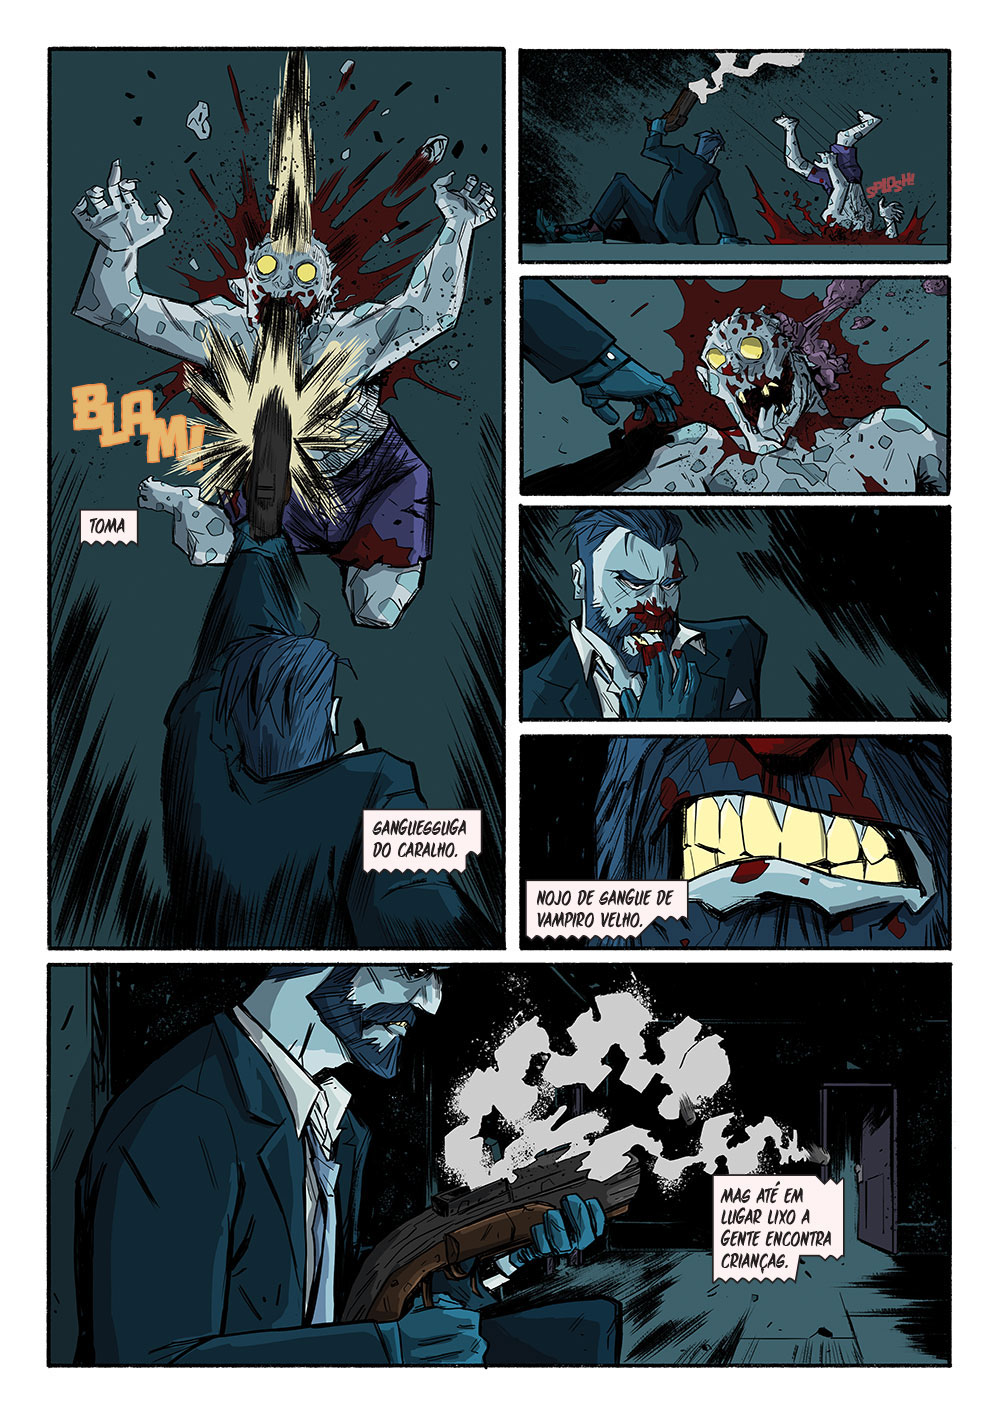 BLAM!
TOMA
SANGUESSUGA
DO CARALHO.
SPLOSH!
NOJO DE SANGUE DE
VAMPIRO VELHO.
MAS ATÉ EM
LUGAR LIXO A
GENTE ENCONTRA
CRIANÇAS.